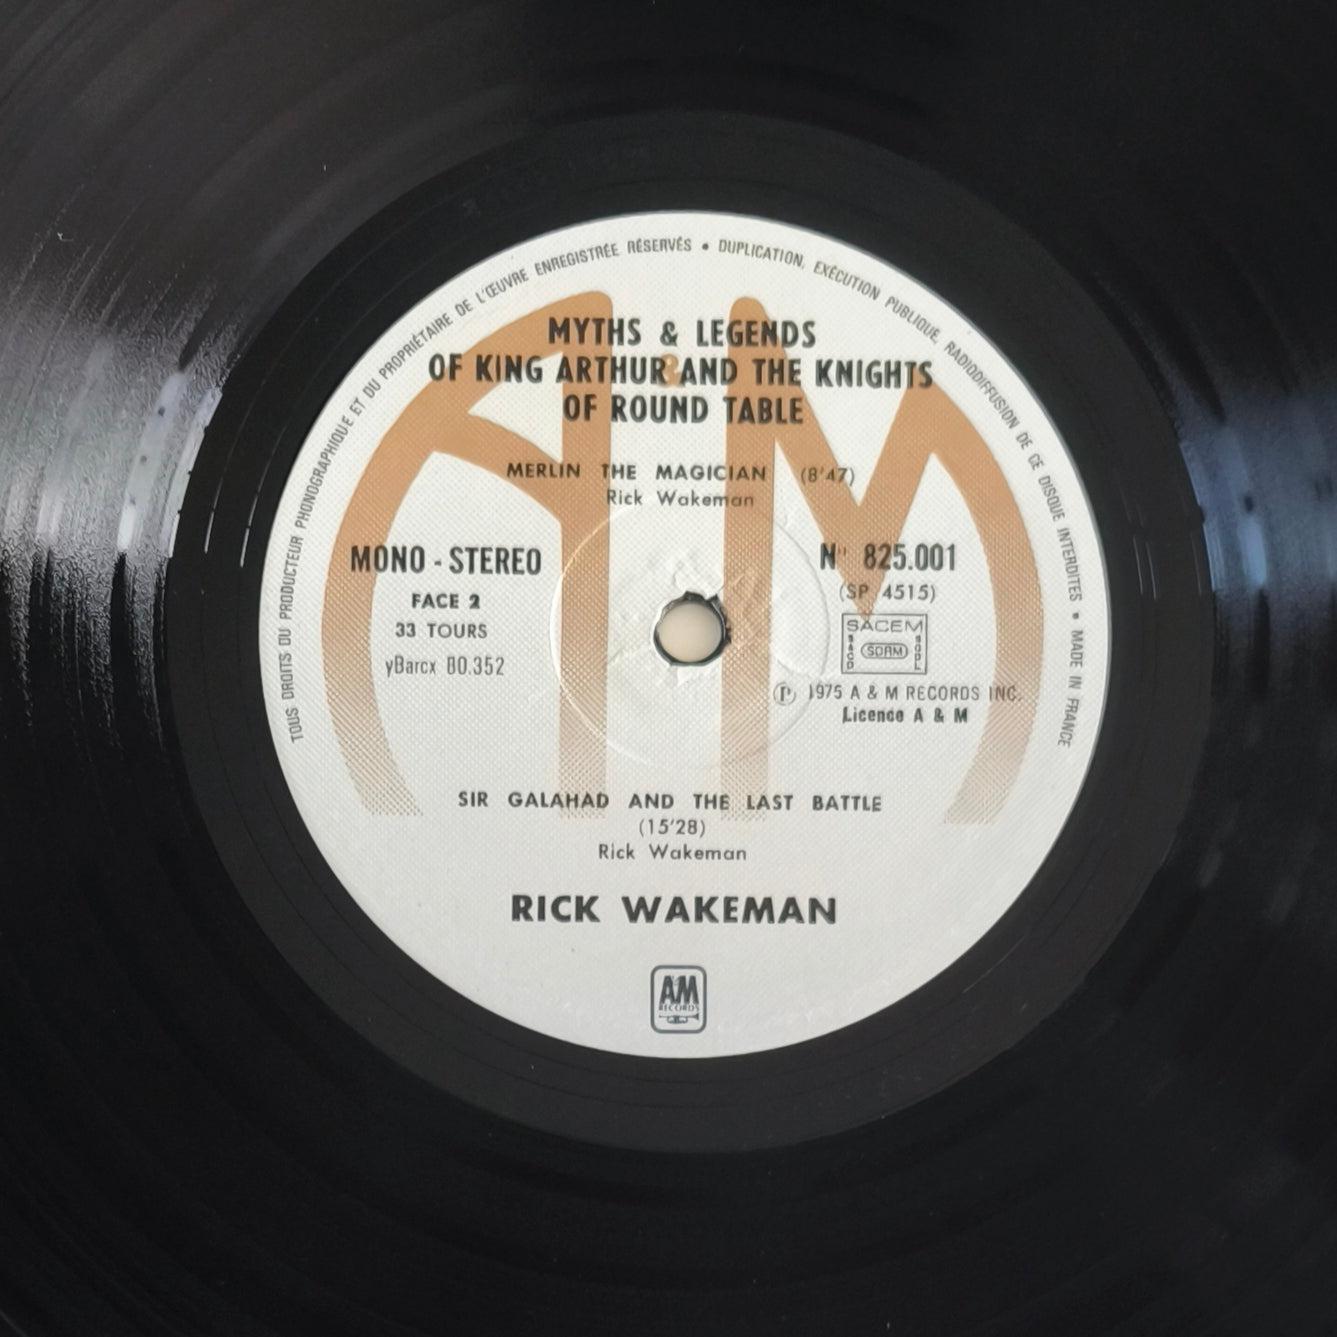 TOUS DROITS DU PRODUCTEUR PHONOGRAPHIQUE ET DU PROPRIÉTAIRE DE L'ŒUVRE ENREGISTRÉE RÉSERVÉS • DUPLICATION, EXÉCUTION PUBLIQUE, RADIODIFFUSION DE CE DISQUE INTERDITES • MADE IN FRANCE
MYTHS & LEGENDS
OF KING ARTHUR AND THE KNIGHTS
OF ROUND TABLE
MERLIN THE MAGICIAN (8'47)
Rick Wakeman
MONO - STEREO
FACE 2
33 TOURS
yBarcx 80.352
N° 825.001
(SP 4515)
SACEM
SACD SDRM SGDL
Ⓟ 1975 A & M RECORDS INC.
Licence A & M
SIR GALAHAD AND THE LAST BATTLE
(15'28)
Rick Wakeman
RICK WAKEMAN
A&M
RECORDS